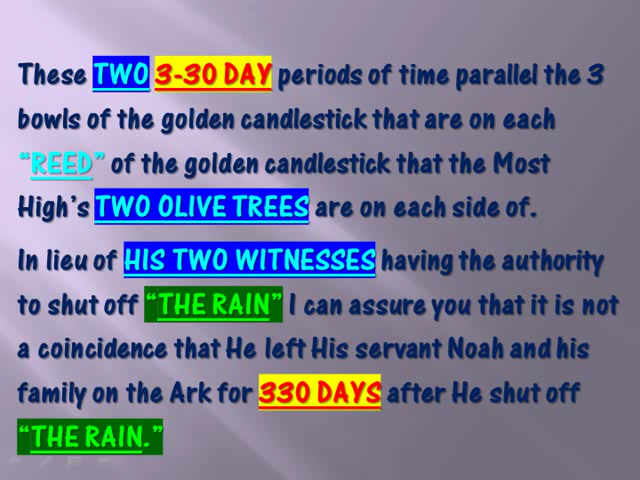 These TWO 3-30 DAY periods of time parallel the 3
bowls of the golden candlestick that are on each
“REED” of the golden candlestick that the Most
High’s TWO OLIVE TREES are on each side of.
In lieu of HIS TWO WITNESSES having the authority
to shut off “THE RAIN” I can assure you that it is not
a coincidence that He left His servant Noah and his
family on the Ark for 330 DAYS after He shut off
“THE RAIN.”